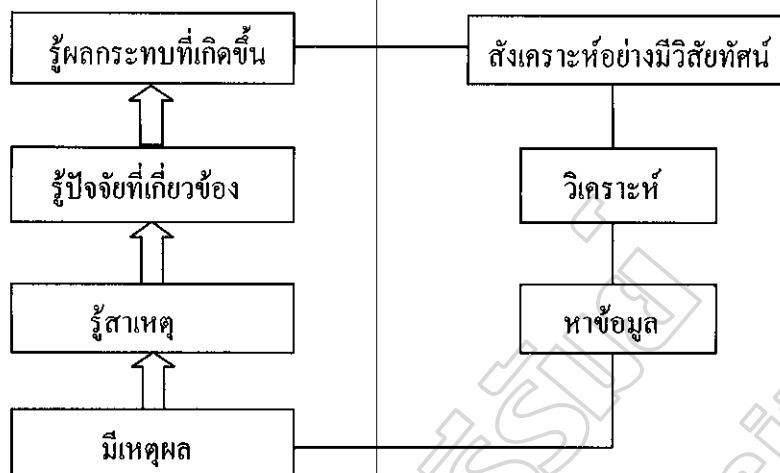 รู้ผลกระทบที่เกิดขึ้น
สังเคราะห์อย่างมีวิสัยทัศน์
รู้ปัจจัยที่เกี่ยวข้อง
วิเคราะห์
รู้สาเหตุ
หาข้อมูล
มีเหตุผล